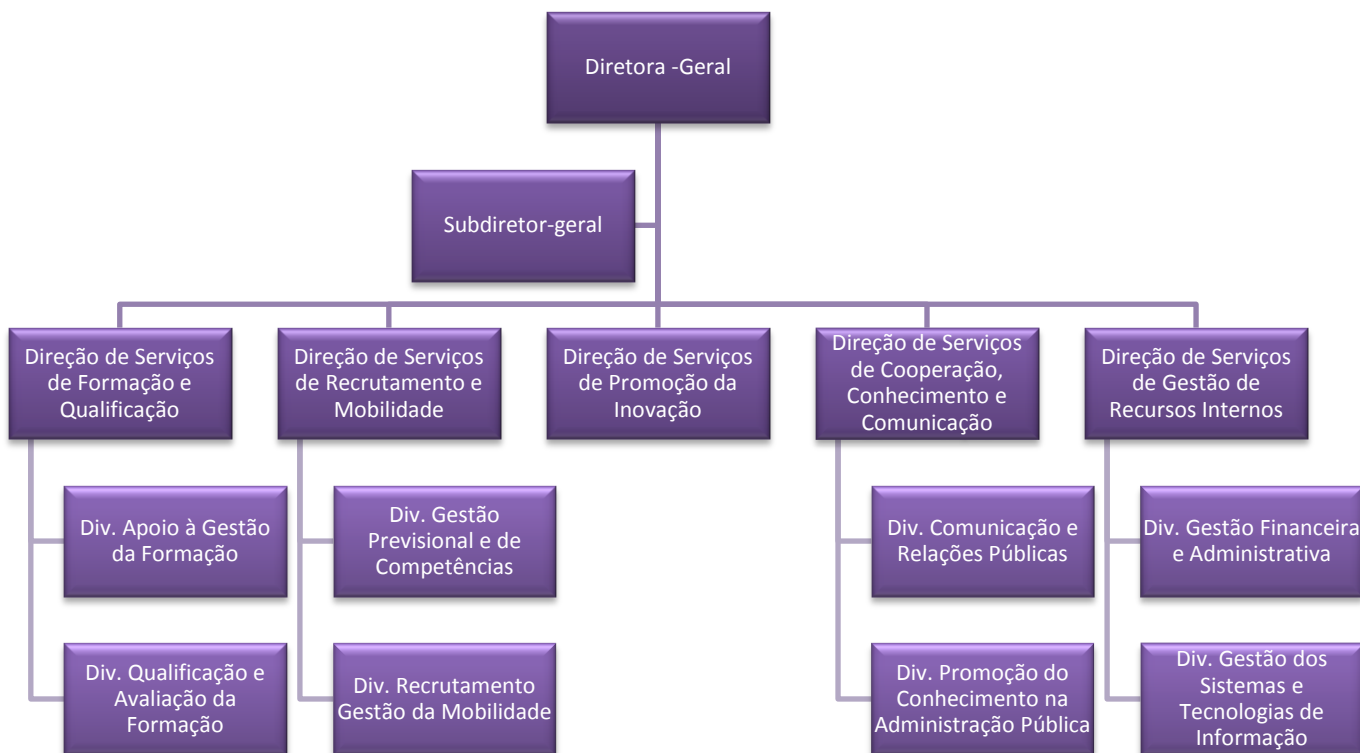 Diretora -Geral
Subdiretor-geral
Direção de Serviços
de Formação e
Qualificação
Direção de Serviços
de Recrutamento e
Mobilidade
Direção de Serviços
de Promoção da
Inovação
Direção de Serviços
de Cooperação,
Conhecimento e
Comunicação
Direção de Serviços
de Gestão de
Recursos Internos
Div. Apoio à Gestão
da Formação
Div. Gestão
Previsional e de
Competências
Div. Comunicação e
Relações Públicas
Div. Gestão Financeira
e Administrativa
Div. Qualificação e
Avaliação da
Formação
Div. Recrutamento
Gestão da Mobilidade
Div. Promoção do
Conhecimento na
Administração Pública
Div. Gestão dos
Sistemas e
Tecnologias de
Informação